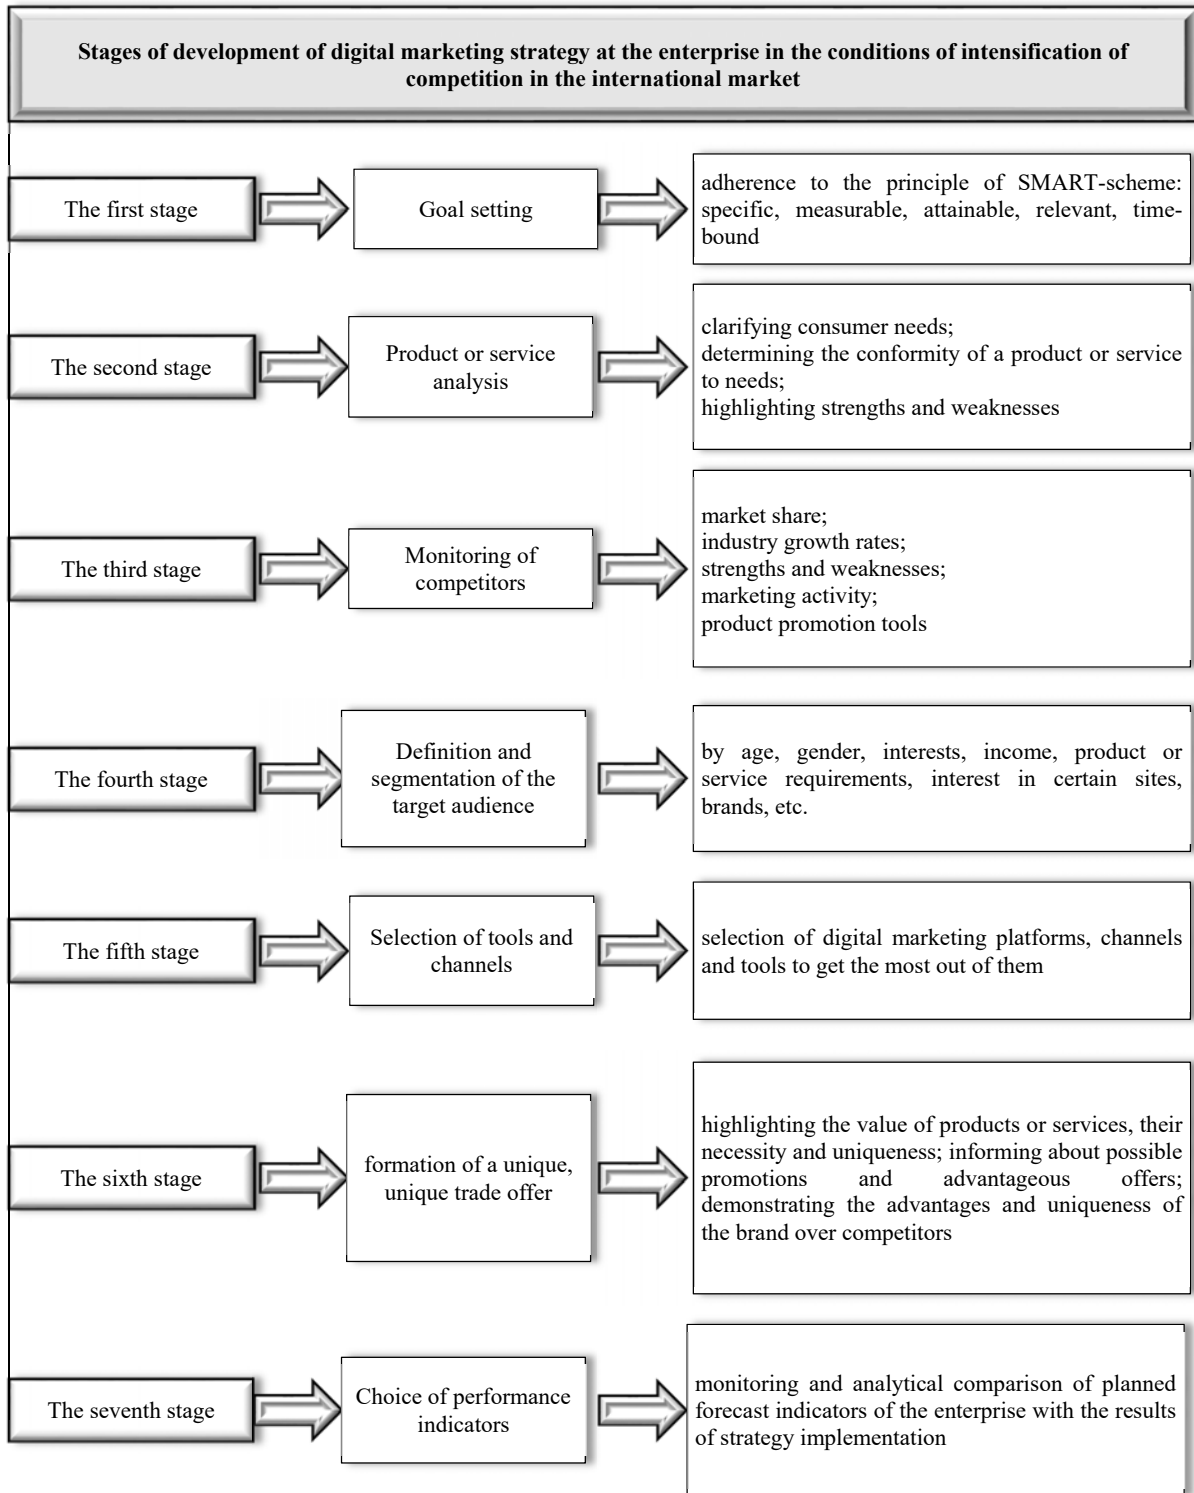 Stages of development of digital marketing strategy at the enterprise in the conditions of intensification of
competition in the international market
The first stage
Goal setting
adherence to the principle of SMART-scheme:
specific, measurable, attainable, relevant, time-
bound
The second stage
Product or service
analysis
clarifying consumer needs;
determining the conformity of a product or service
to needs;
highlighting strengths and weaknesses
The third stage
Monitoring of
competitors
market share;
industry growth rates;
strengths and weaknesses;
marketing activity;
product promotion tools
The fourth stage
Definition and
segmentation of the
target audience
by age, gender, interests, income, product or
service requirements, interest in certain sites,
brands, etc.
The fifth stage
Selection of tools and
channels
selection of digital marketing platforms, channels
and tools to get the most out of them
The sixth stage
formation of a unique,
unique trade offer
highlighting the value of products or services, their
necessity and uniqueness; informing about possible
promotions and advantageous offers;
demonstrating the advantages and uniqueness of
the brand over competitors
The seventh stage
Choice of performance
indicators
monitoring and analytical comparison of planned
forecast indicators of the enterprise with the results
of strategy implementation